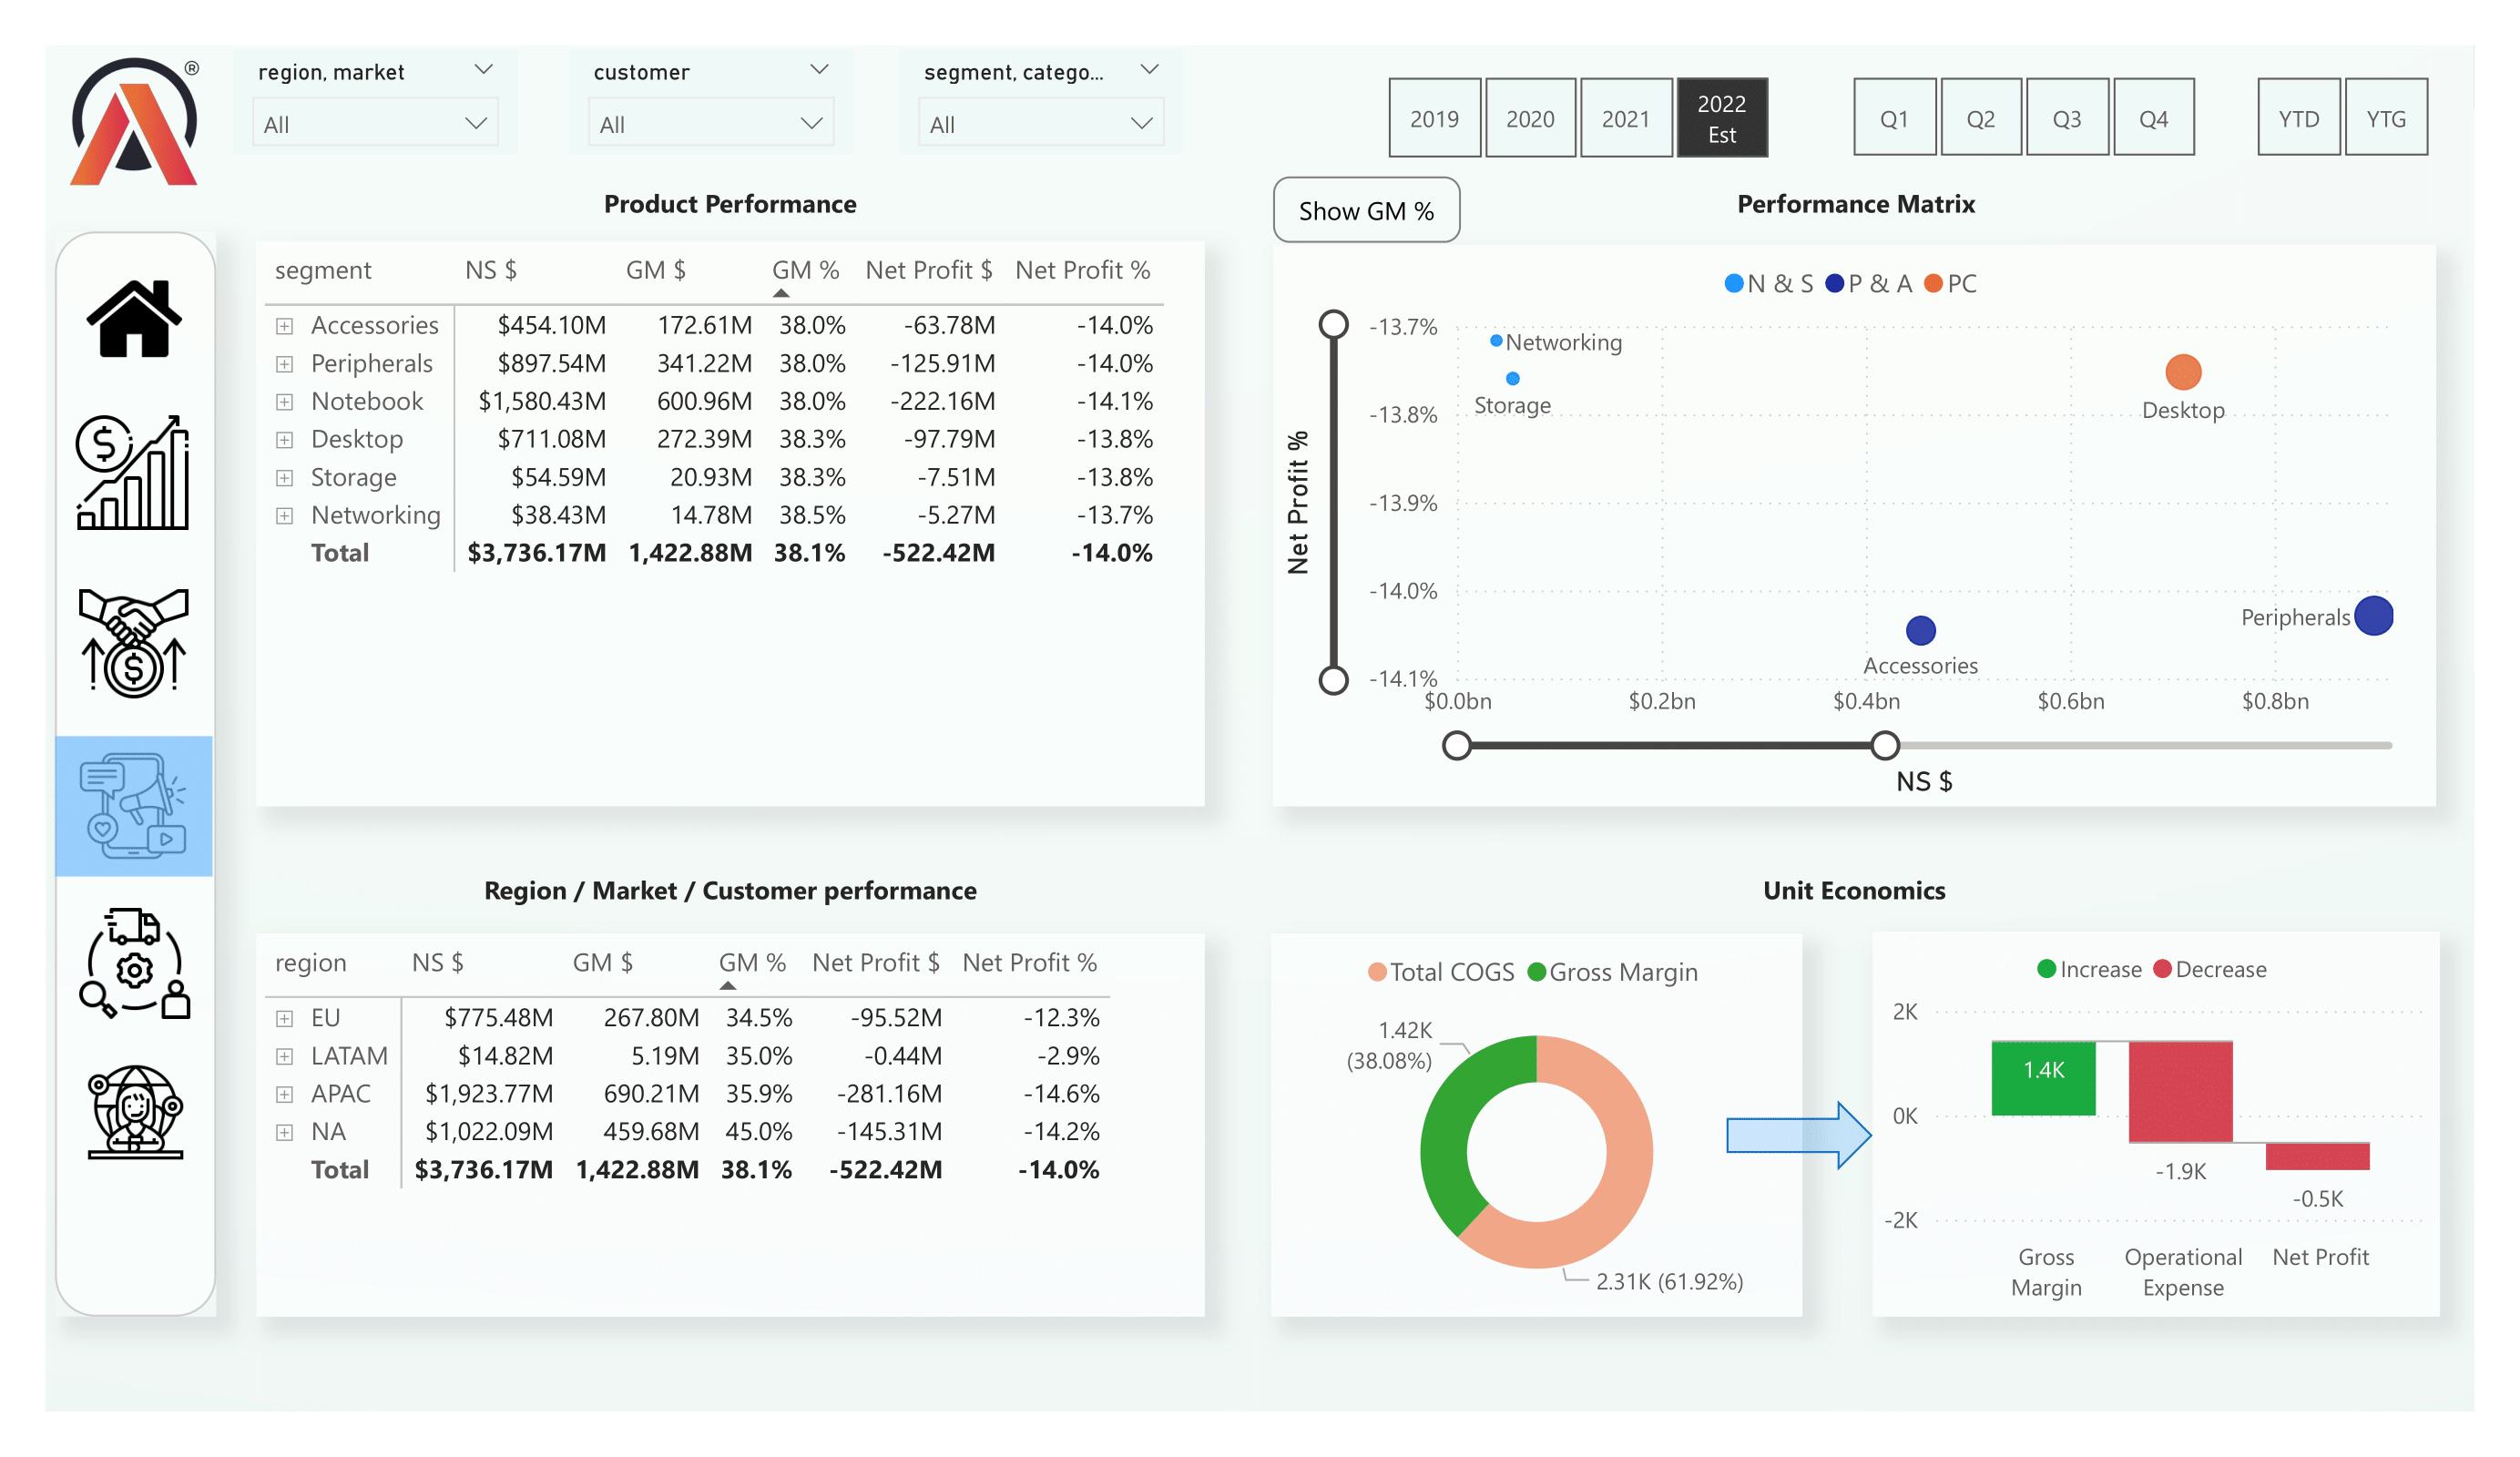 ®
region, market
All
customer
All
segment, catego...
All
2019
2020
2021
2022
Est
Q1
Q2
Q3
Q4
YTD
YTG
Product Performance
segment NS $ GM $ GM % Net Profit $ Net Profit %
Accessories $454.10M 172.61M 38.0% -63.78M -14.0%
Peripherals $897.54M 341.22M 38.0% -125.91M -14.0%
Notebook $1,580.43M 600.96M 38.0% -222.16M -14.1%
Desktop $711.08M 272.39M 38.3% -97.79M -13.8%
Storage $54.59M 20.93M 38.3% -7.51M -13.8%
Networking $38.43M 14.78M 38.5% -5.27M -13.7%
Total $3,736.17M 1,422.88M 38.1% -522.42M -14.0%
Show GM %
Performance Matrix
N & S P & A PC
Net Profit %
-13.7%
-13.8%
-13.9%
-14.0%
-14.1%
Networking
Storage
Desktop
Peripherals
Accessories
$0.0bn $0.2bn $0.4bn $0.6bn $0.8bn
NS $
Region / Market / Customer performance
region NS $ GM $ GM % Net Profit $ Net Profit %
EU $775.48M 267.80M 34.5% -95.52M -12.3%
LATAM $14.82M 5.19M 35.0% -0.44M -2.9%
APAC $1,923.77M 690.21M 35.9% -281.16M -14.6%
NA $1,022.09M 459.68M 45.0% -145.31M -14.2%
Total $3,736.17M 1,422.88M 38.1% -522.42M -14.0%
Unit Economics
Total COGS Gross Margin
1.42K
(38.08%)
2.31K (61.92%)
Increase Decrease
2K
0K
-2K
1.4K
-1.9K
-0.5K
Gross
Margin
Operational
Expense
Net Profit